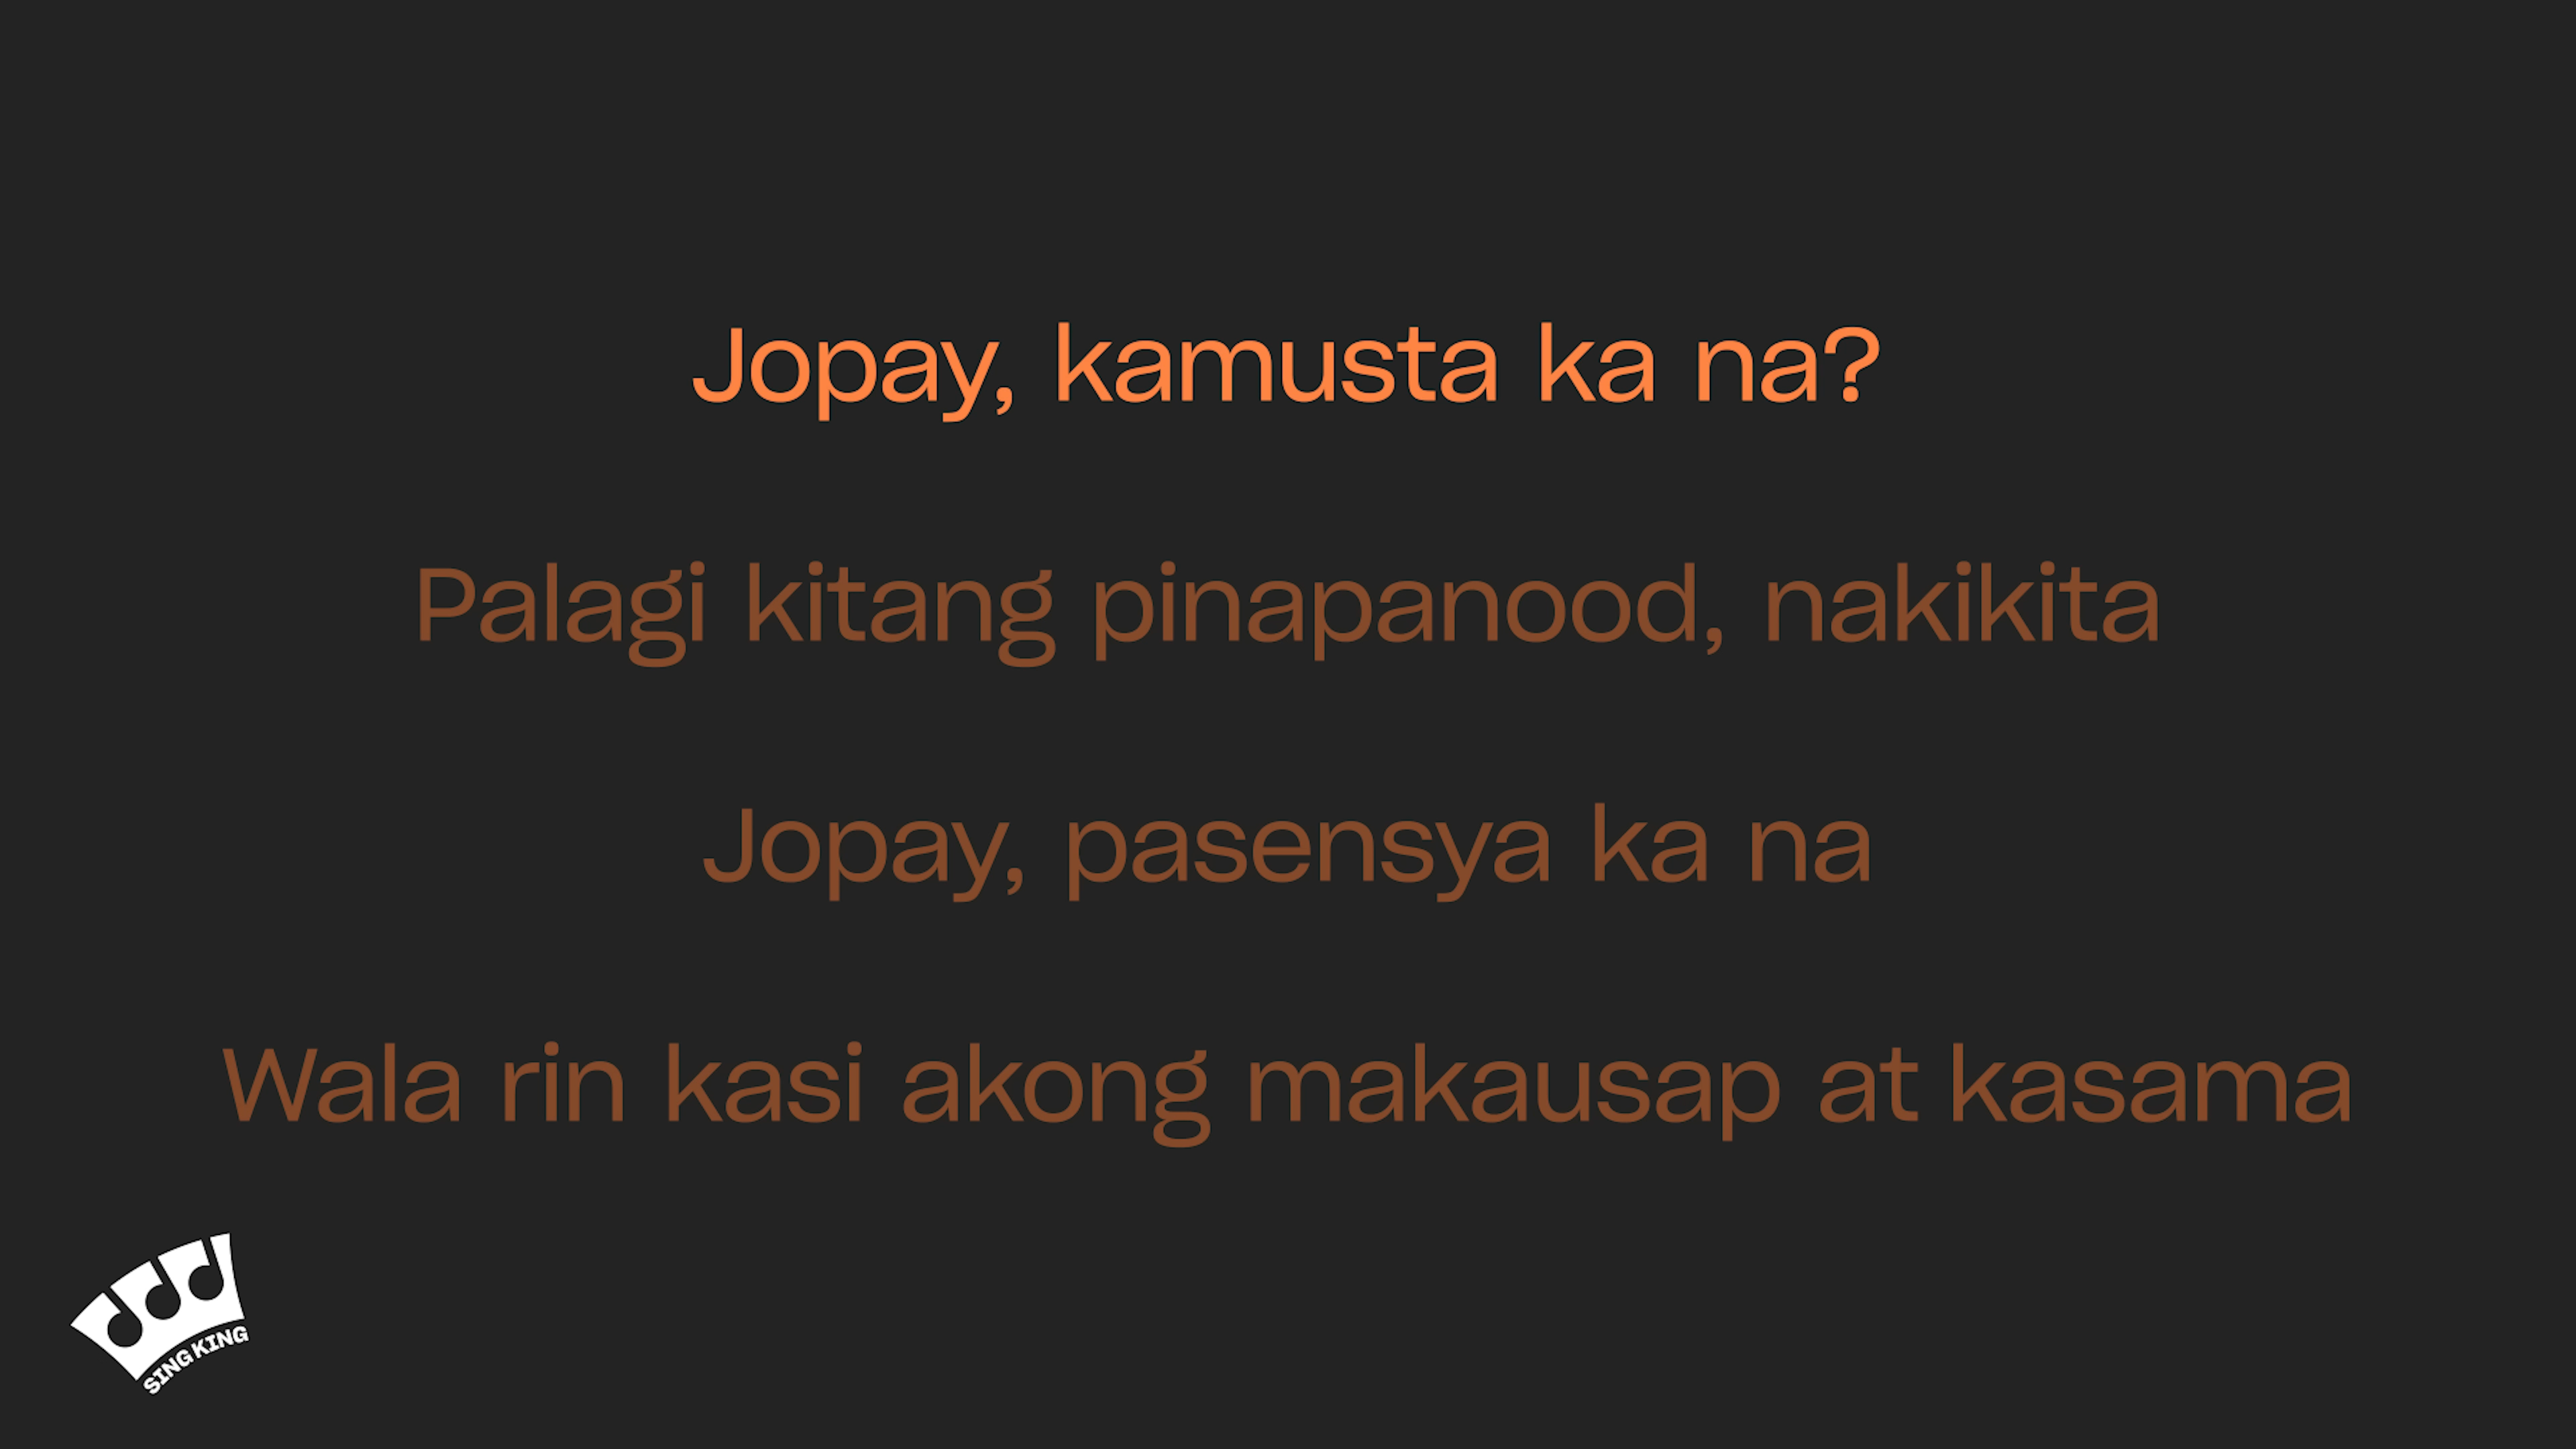 Jopay, kamusta ka na?
Palagi kitang pinapanood, nakikita
Jopay, pasensya ka na
Wala rin kasi akong makausap at kasama
SING KING